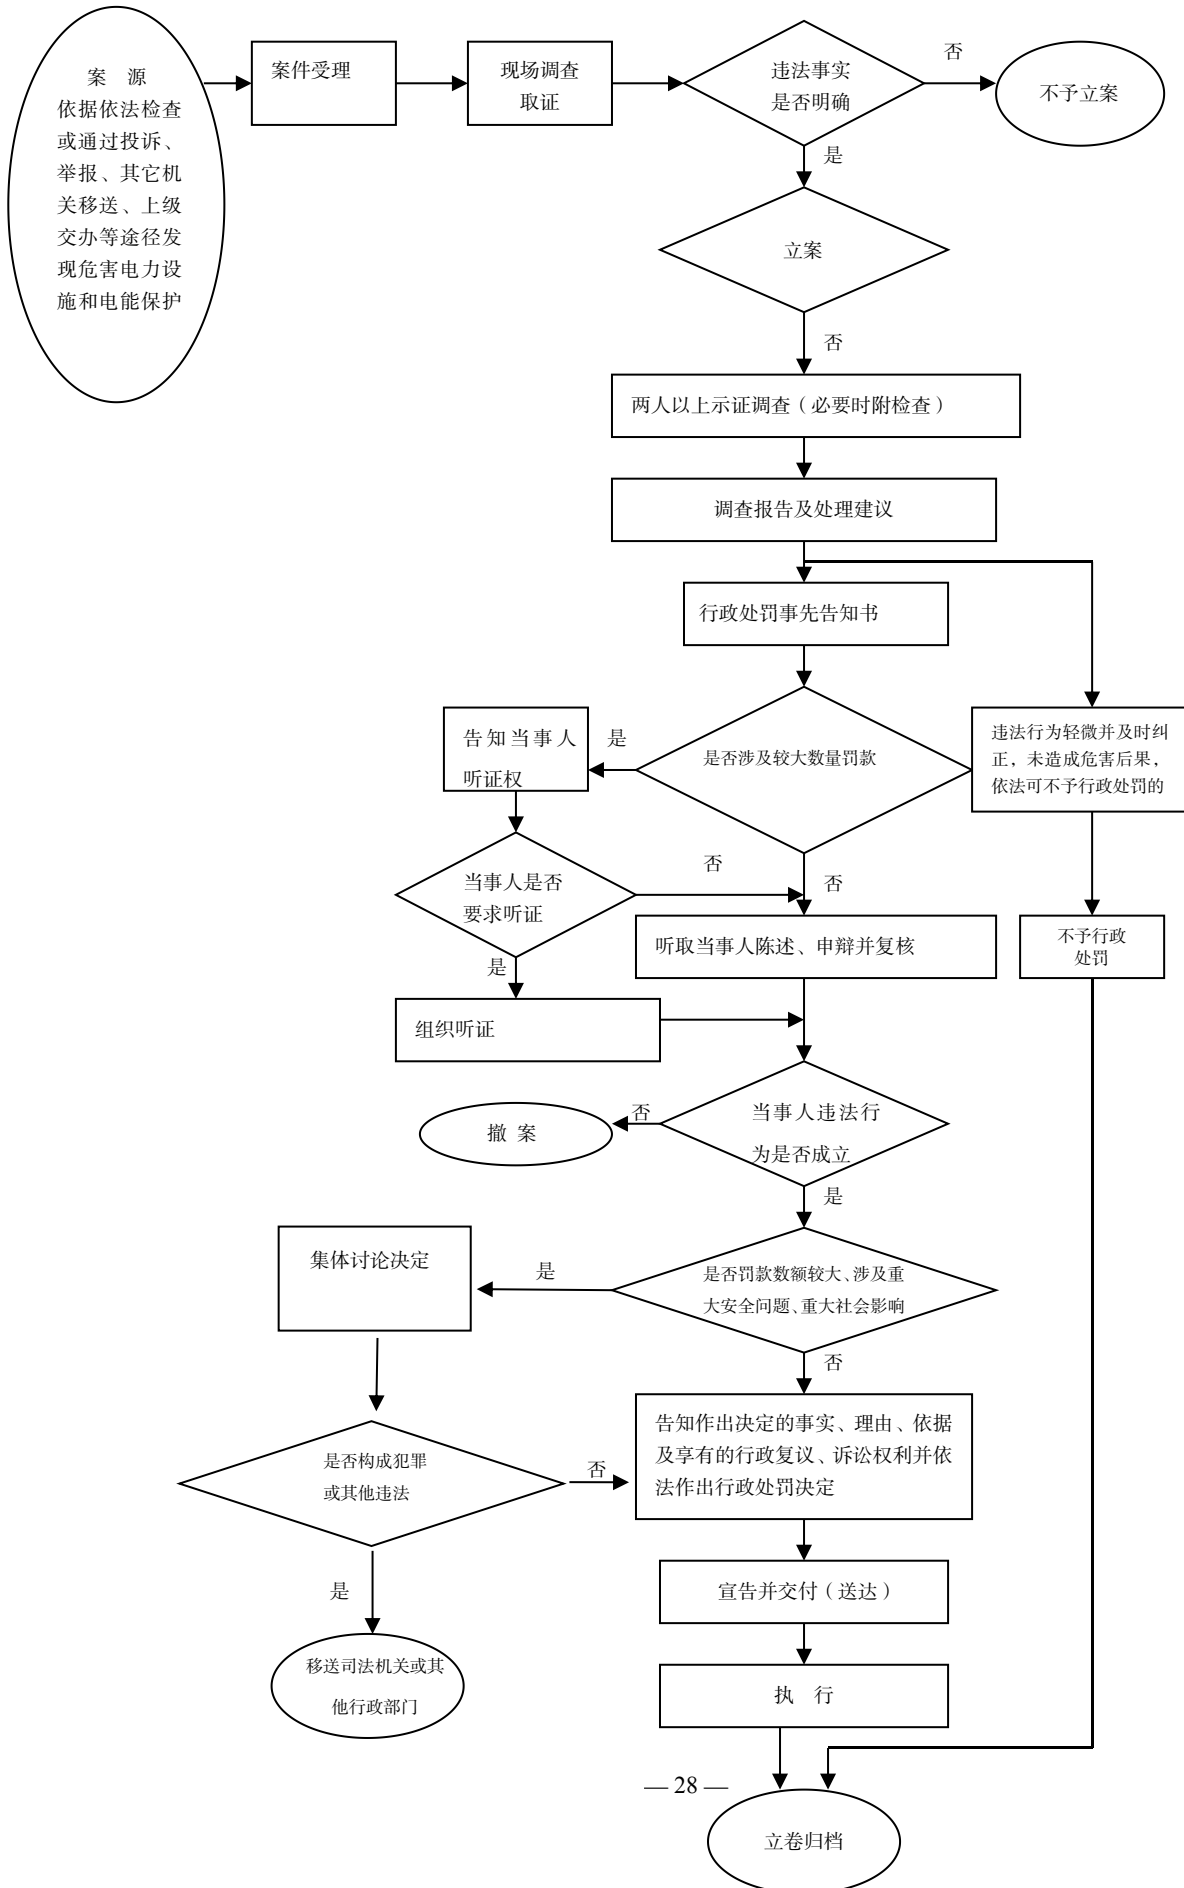 案 源
依据依法检查
或通过投诉、
举报、其它机
关移送、上级
交办等途径发
现危害电力设
施和电能保护
案件受理
现场调查
取证
违法事实
是否明确
否
不予立案
是
立案
否
两人以上示证调查（必要时附检查）
调查报告及处理建议
行政处罚事先告知书
告知当事人
听证权
是
是否涉及较大数量罚款
违法行为轻微并及时纠
正，未造成危害后果，
依法可不予行政处罚的
当事人是否
要求听证
否
否
是
听取当事人陈述、申辩并复核
不予行政
处罚
组织听证
撤 案
否
当事人违法行
为是否成立
是
集体讨论决定
是
是否罚款数额较大、涉及重
大安全问题、重大社会影响
否
是否构成犯罪
或其他违法
否
告知作出决定的事实、理由、依据
及享有的行政复议、诉讼权利并依
法作出行政处罚决定
是
宣告并交付（送达）
移送司法机关或其
他行政部门
执 行
— 28 —
立卷归档